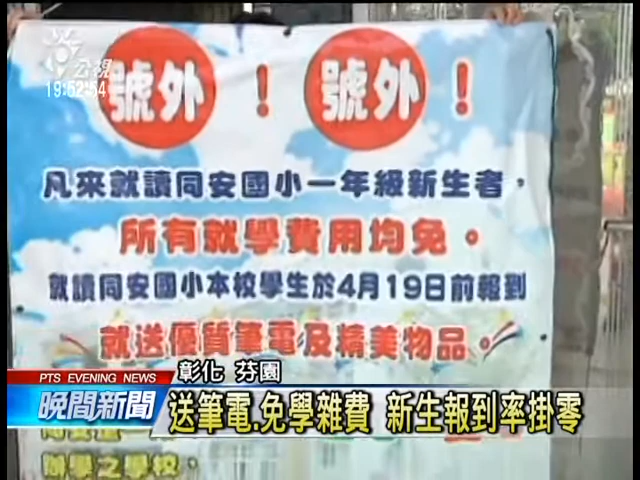 公視
19:52:54
號外！ 號外！
凡來就讀同安國小一年級新生者，
所有就學費用均免。
就讀同安國小本校學生於4月19日前報到
就送優質筆電及精美物品。
辦學之學校，
PTS EVENING NEWS
彰化 芬園
晚間新聞
送筆電.免學雜費 新生報到率掛零